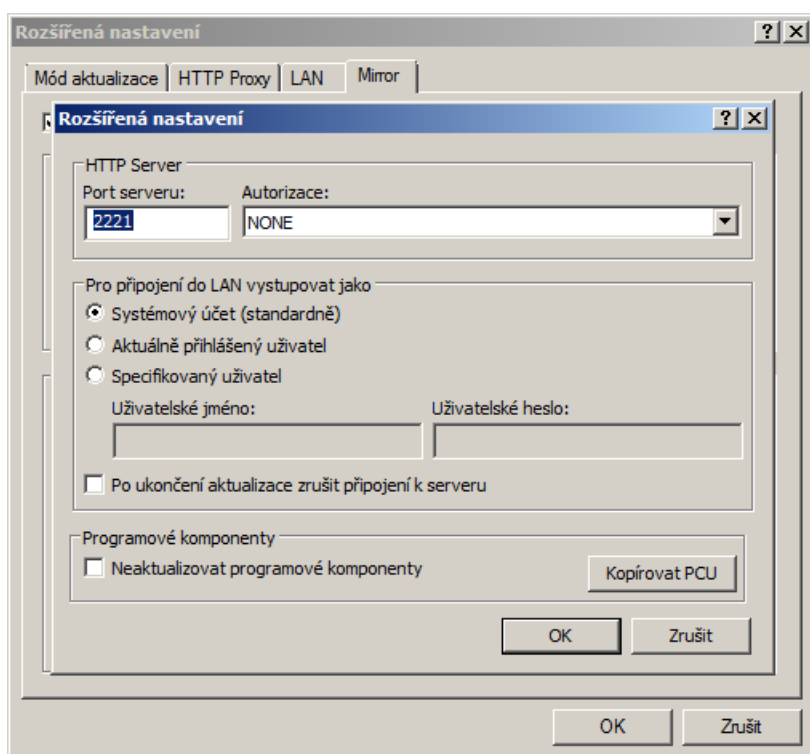 Rozšířená nastavení
Mód aktualizace HTTP Proxy LAN Mirror
Rozšířená nastavení
HTTP Server
Port serveru: Autorizace:
2221 NONE
Pro připojení do LAN vystupovat jako
Systémový účet (standardně)
Aktuálně přihlášený uživatel
Specifikovaný uživatel
Uživatelské jméno: Uživatelské heslo:
Po ukončení aktualizace zrušit připojení k serveru
Programové komponenty
Neaktualizovat programové komponenty
Kopírovat PCU
OK Zrušit
OK Zrušit